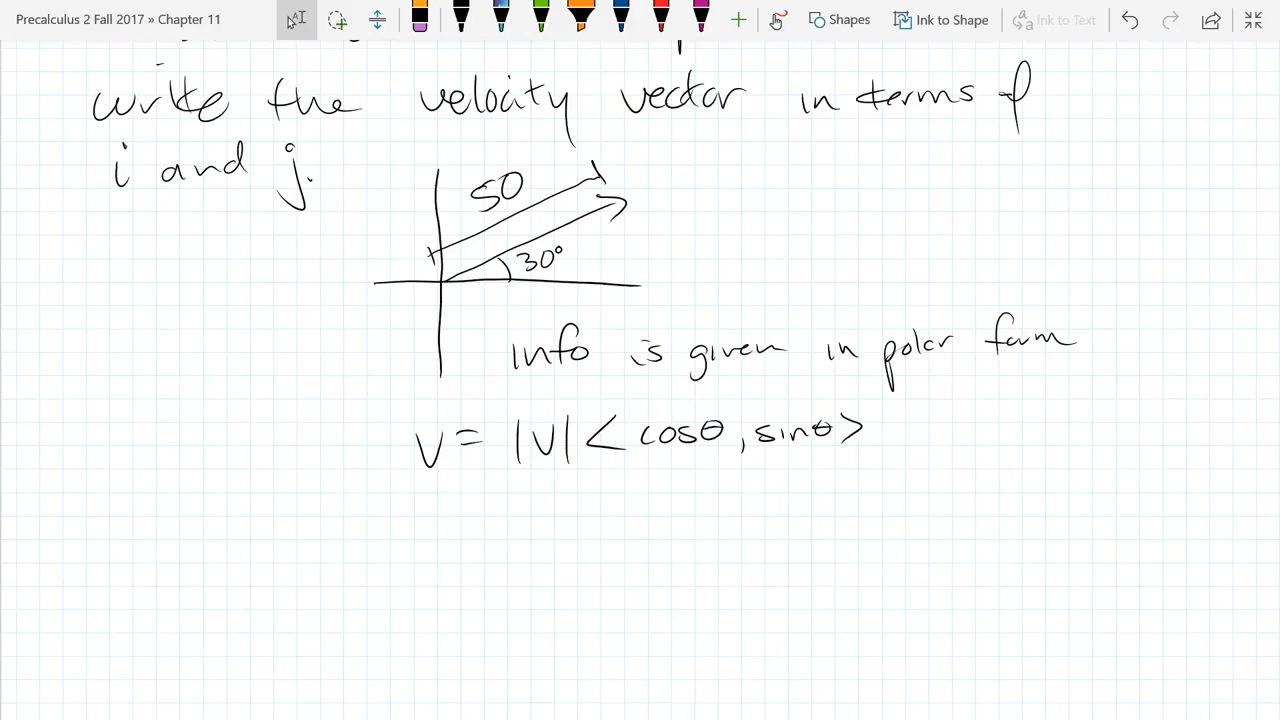 Precalculus 2 Fall 2017 » Chapter 11
Shapes
Ink to Shape
Ink to Text
write the velocity vector in terms of
i and j.
50
30°
info is given in polar form
V = |V| < cosθ, sinθ >